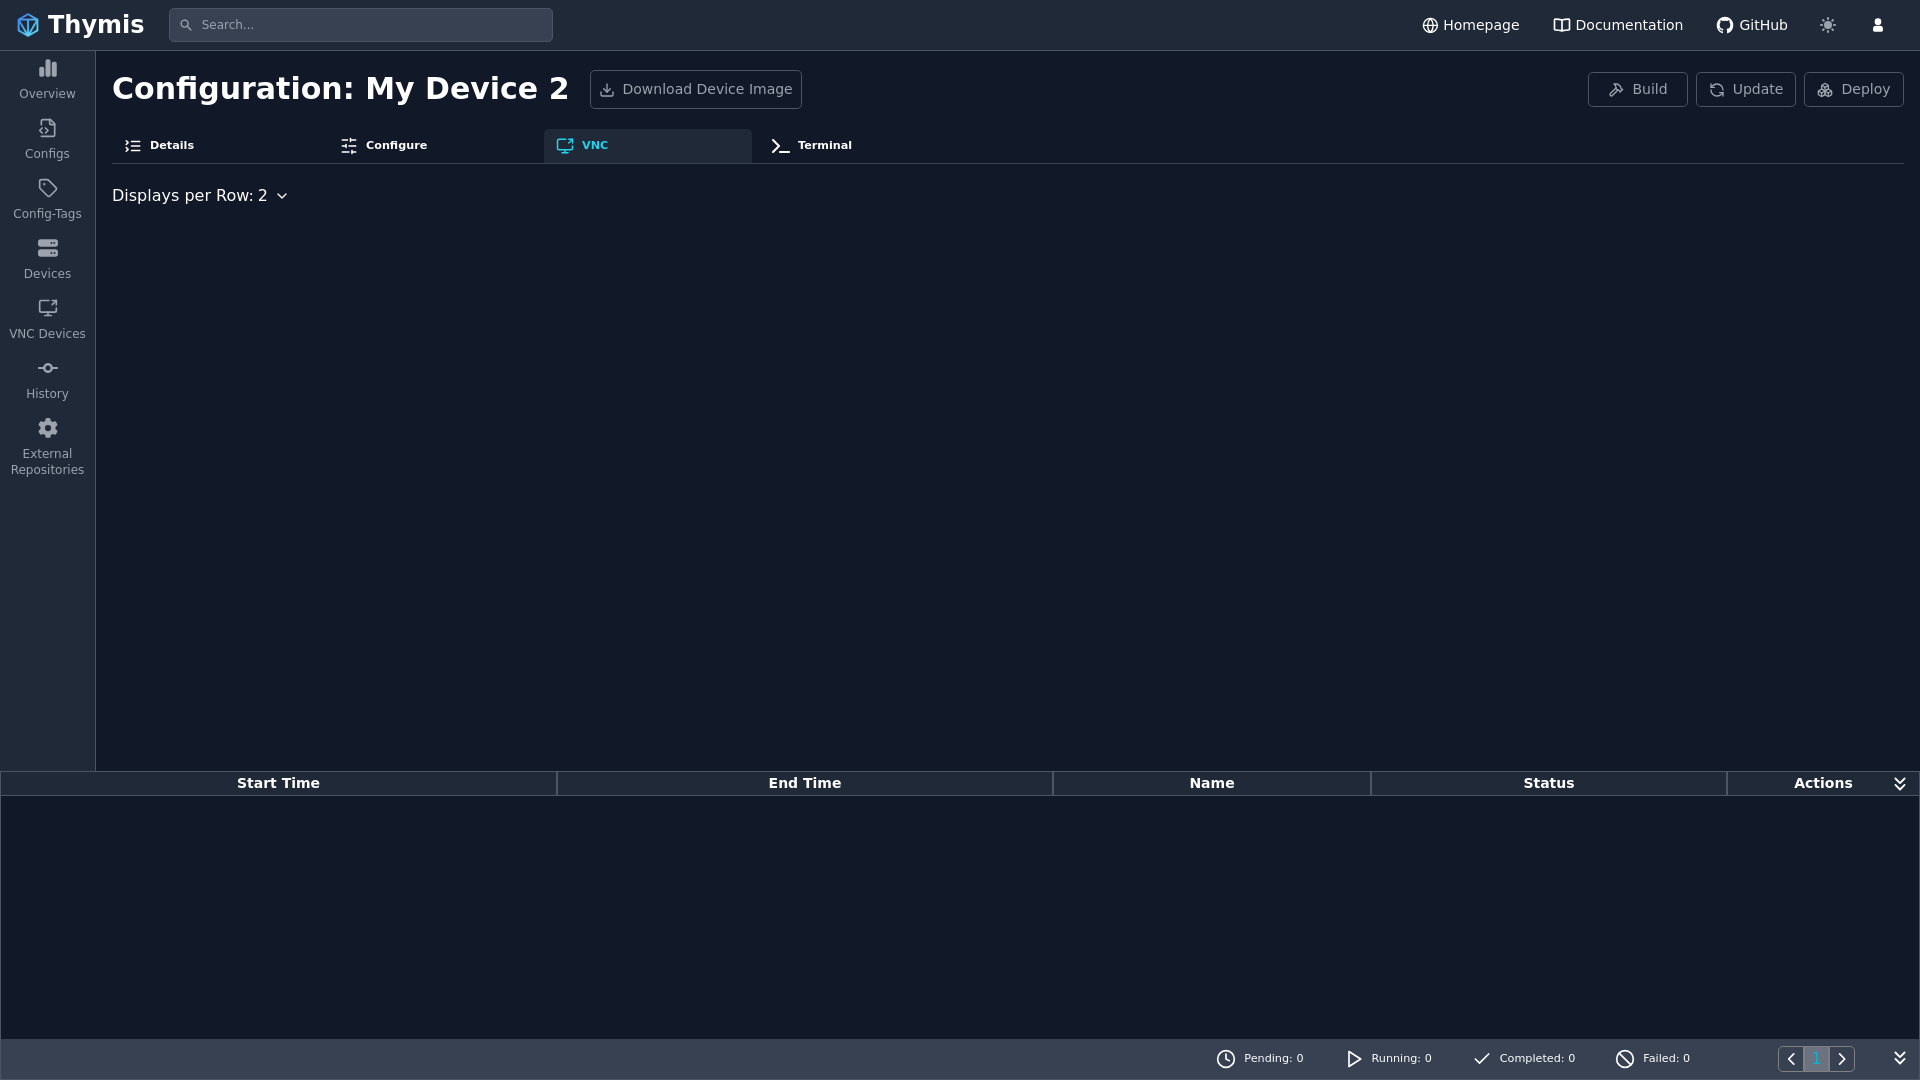 Thymis
Search...
Homepage
Documentation
GitHub
Overview
Configs
Config-Tags
Devices
VNC Devices
History
External
Repositories
Configuration: My Device 2
Download Device Image
Build
Update
Deploy
Details
Configure
VNC
Terminal
Displays per Row: 2
Start Time
End Time
Name
Status
Actions
Pending: 0
Running: 0
Completed: 0
Failed: 0
1